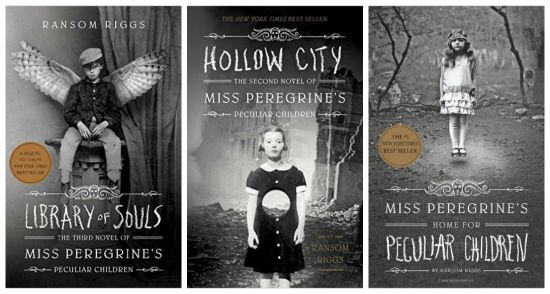 RANSOM RIGGS
A SEQUEL TO THE
#1 NEW YORK TIMES
BEST SELLER
LIBRARY OF SOULS
THE THIRD NOVEL OF
MISS PEREGRINE'S
PECULIAR CHILDREN
THE NEW YORK TIMES BEST SELLER
HOLLOW CITY
THE SECOND NOVEL OF
MISS PEREGRINE'S
PECULIAR CHILDREN
BY
RANSOM
RIGGS
THE #1
NEW YORK TIMES
BEST SELLER
MISS PEREGRINE'S
HOME FOR
PECULIAR CHILDREN
BY RANSOM RIGGS